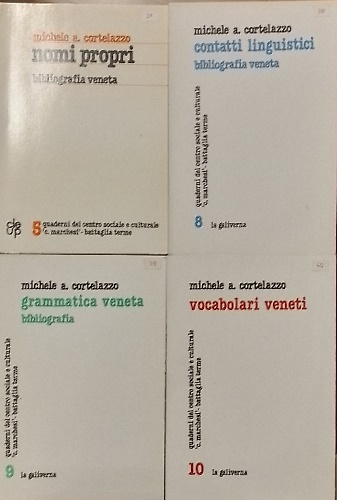 michele a. cortelazzo
nomi propri
bibliografia veneta
5 quaderni del centro sociale e culturale
"c. marchesi" - battaglia terme
michele a. cortelazzo
contatti linguistici
bibliografia veneta
quaderni del centro sociale e culturale
"c. marchesi" - battaglia terme
8 la galiverna
michele a. cortelazzo
grammatica veneta
bibliografia
quaderni del centro sociale e culturale
"c. marchesi" - battaglia terme
9 la galiverna
michele a. cortelazzo
vocabolari veneti
quaderni del centro sociale e culturale
"c. marchesi" - battaglia terme
10 la galiverna